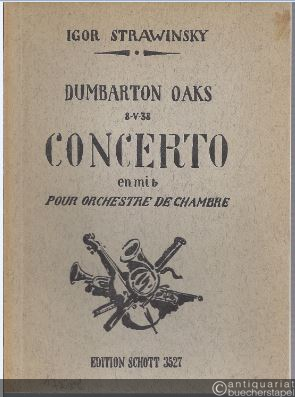 IGOR STRAWINSKY
DUMBARTON OAKS
8-V-38
CONCERTO
en mi b
POUR ORCHESTRE DE CHAMBRE
EDITION SCHOTT 3527
antiquariat
buecherstapel